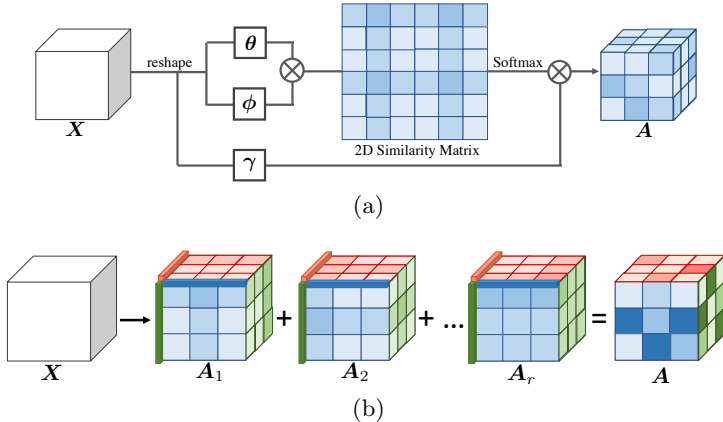 reshape
θ
ϕ
Softmax
X
2D Similarity Matrix
A
γ
(a)
+
+ ...
=
X
A₁
A₂
Aᵣ
A
(b)